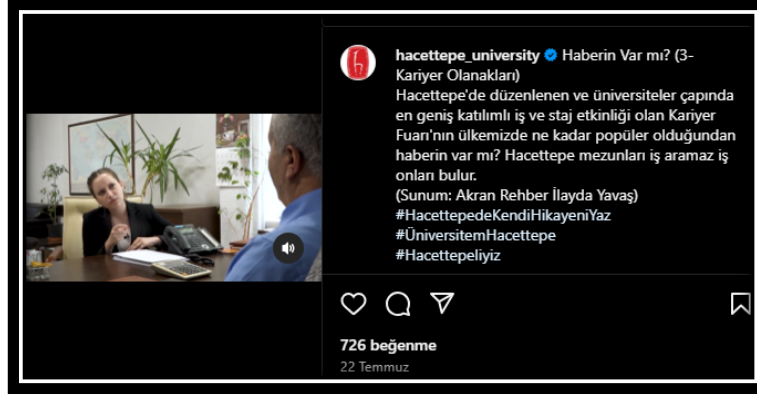 hacettepe_university Haberin Var mı? (3-
Kariyer Olanakları)
Hacettepe'de düzenlenen ve üniversiteler çapında
en geniş katılımlı iş ve staj etkinliği olan Kariyer
Fuarı'nın ülkemizde ne kadar popüler olduğundan
haberin var mı? Hacettepe mezunları iş aramaz iş
onları bulur.
(Sunum: Akran Rehber İlayda Yavaş)
#HacettepedeKendiHikayeniYaz
#ÜniversitemHacettepe
#Hacettepeliyiz
726 beğenme
22 Temmuz